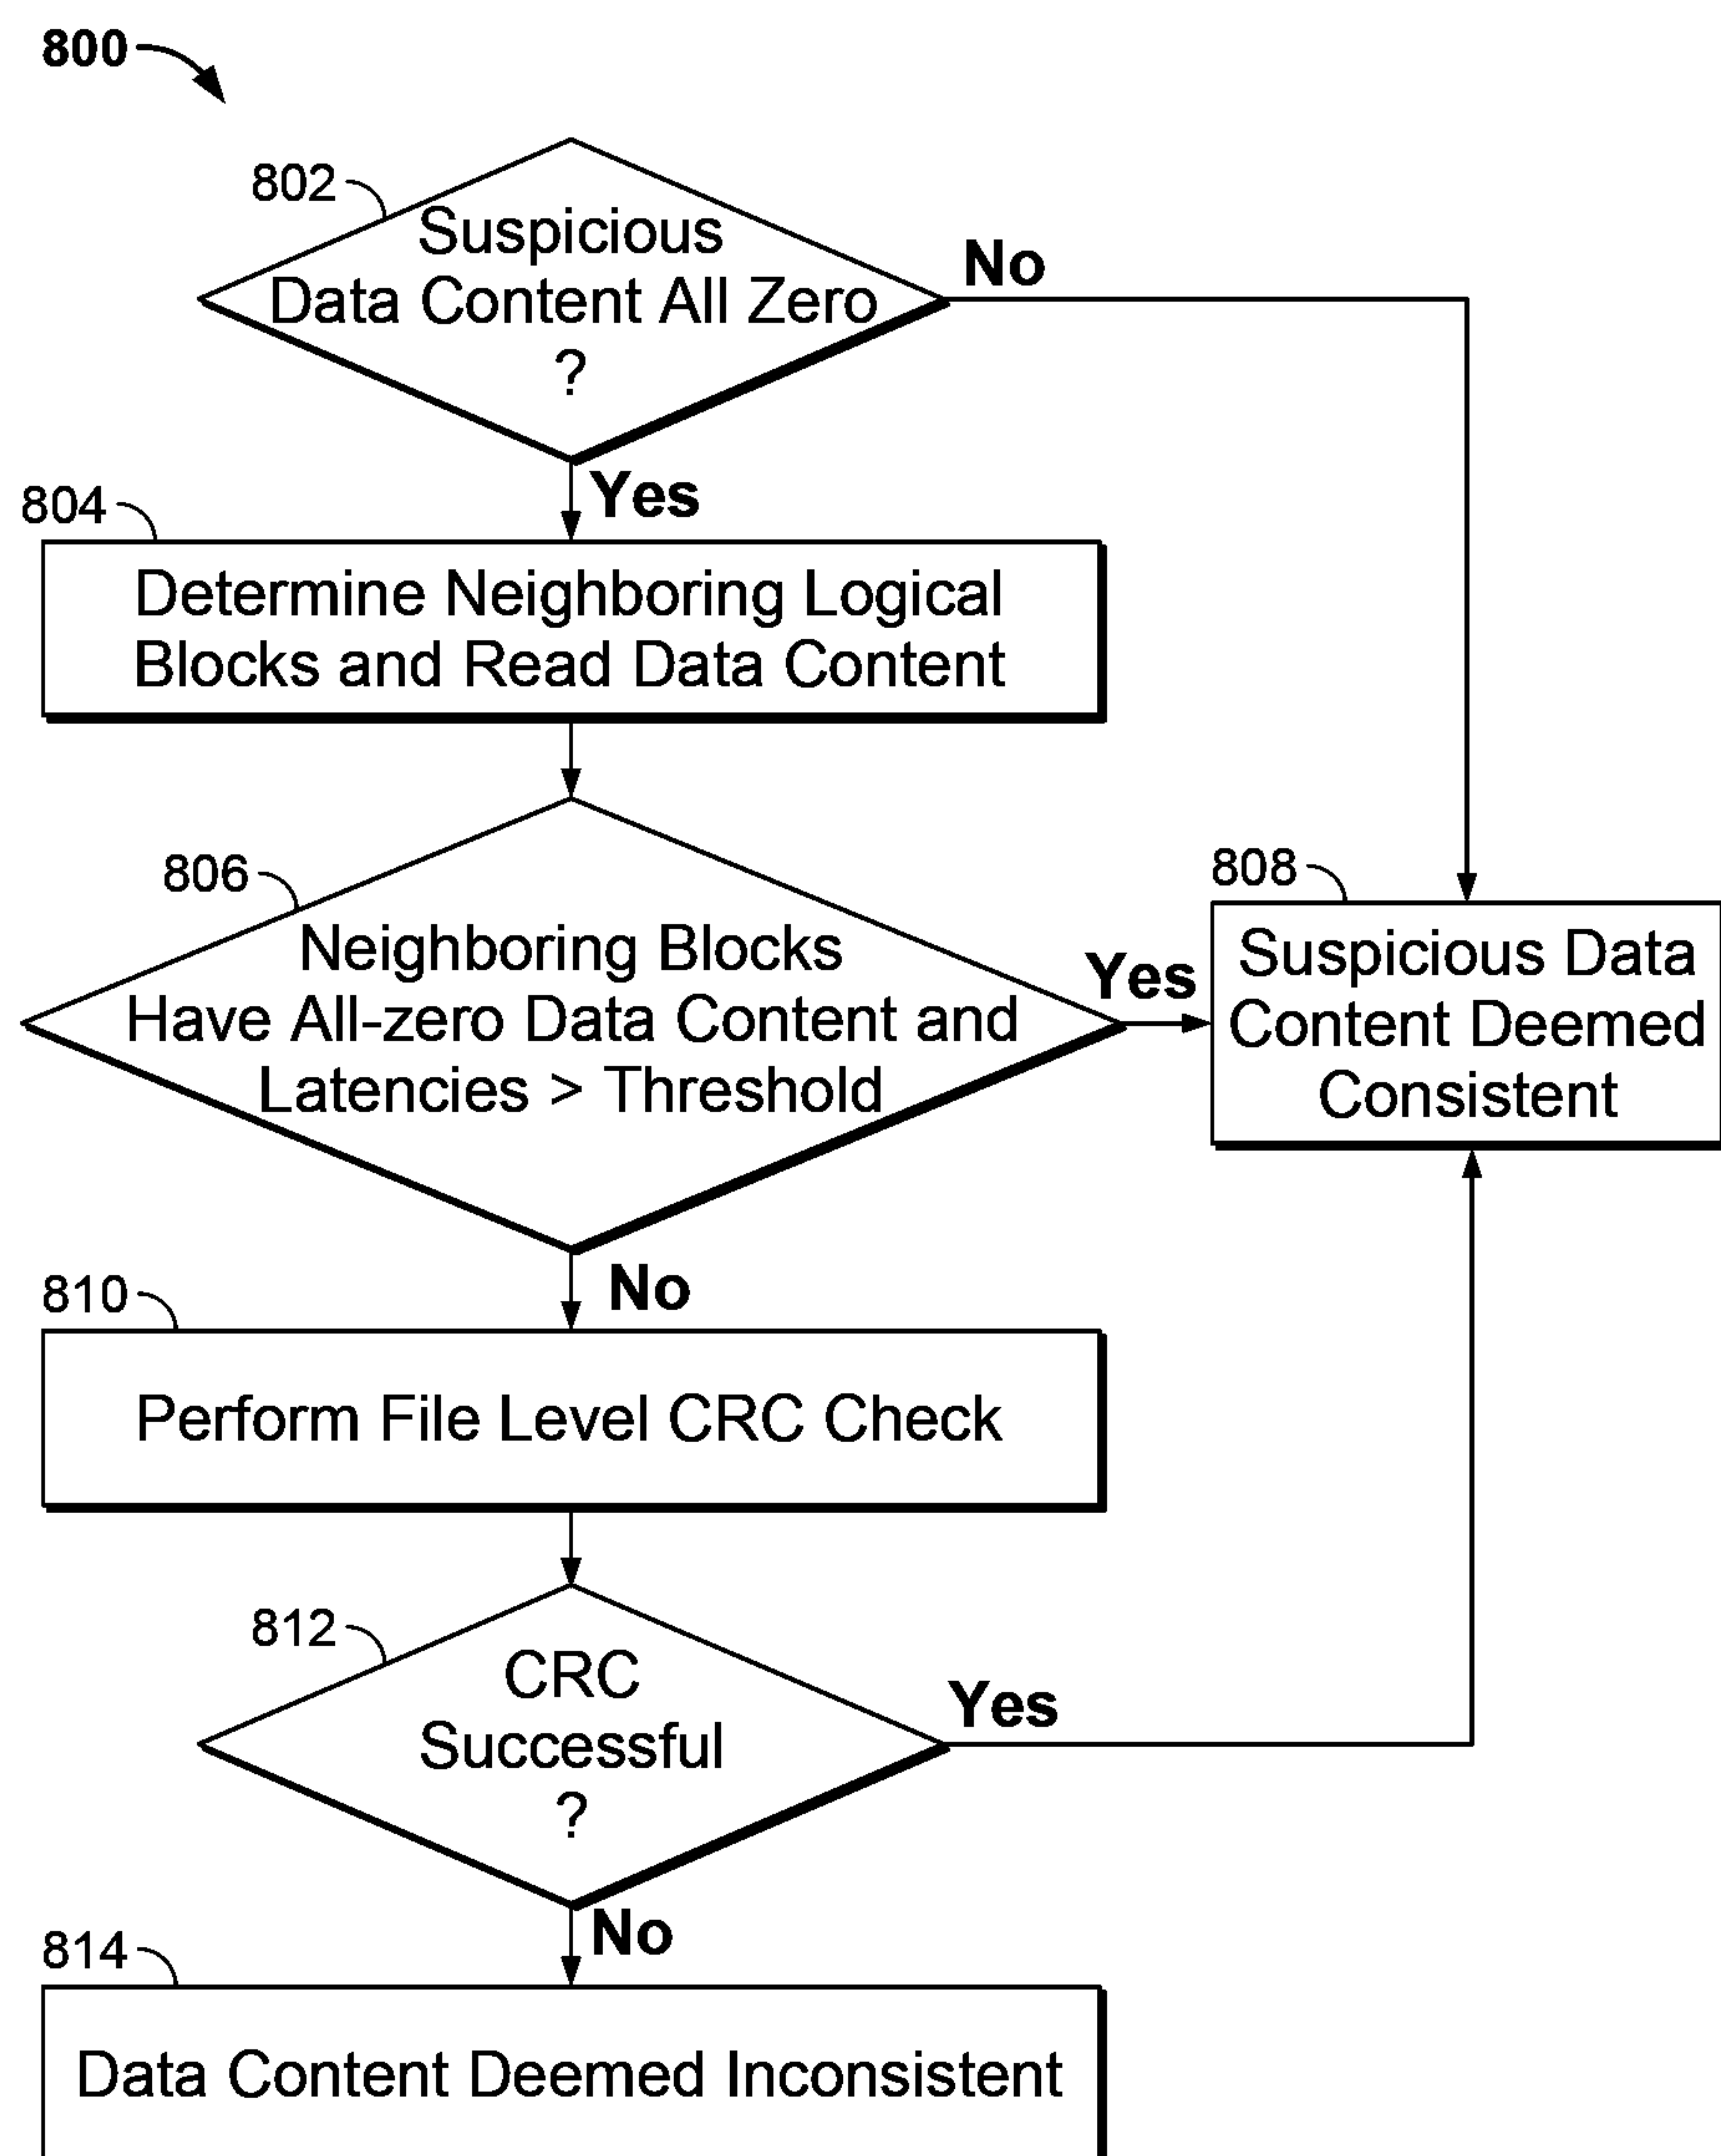 800
802
Suspicious
Data Content All Zero
?
No
Yes
804
Determine Neighboring Logical
Blocks and Read Data Content
806
Neighboring Blocks
Have All-zero Data Content and
Latencies > Threshold
Yes
808
Suspicious Data
Content Deemed
Consistent
No
810
Perform File Level CRC Check
812
CRC
Successful
?
Yes
No
814
Data Content Deemed Inconsistent